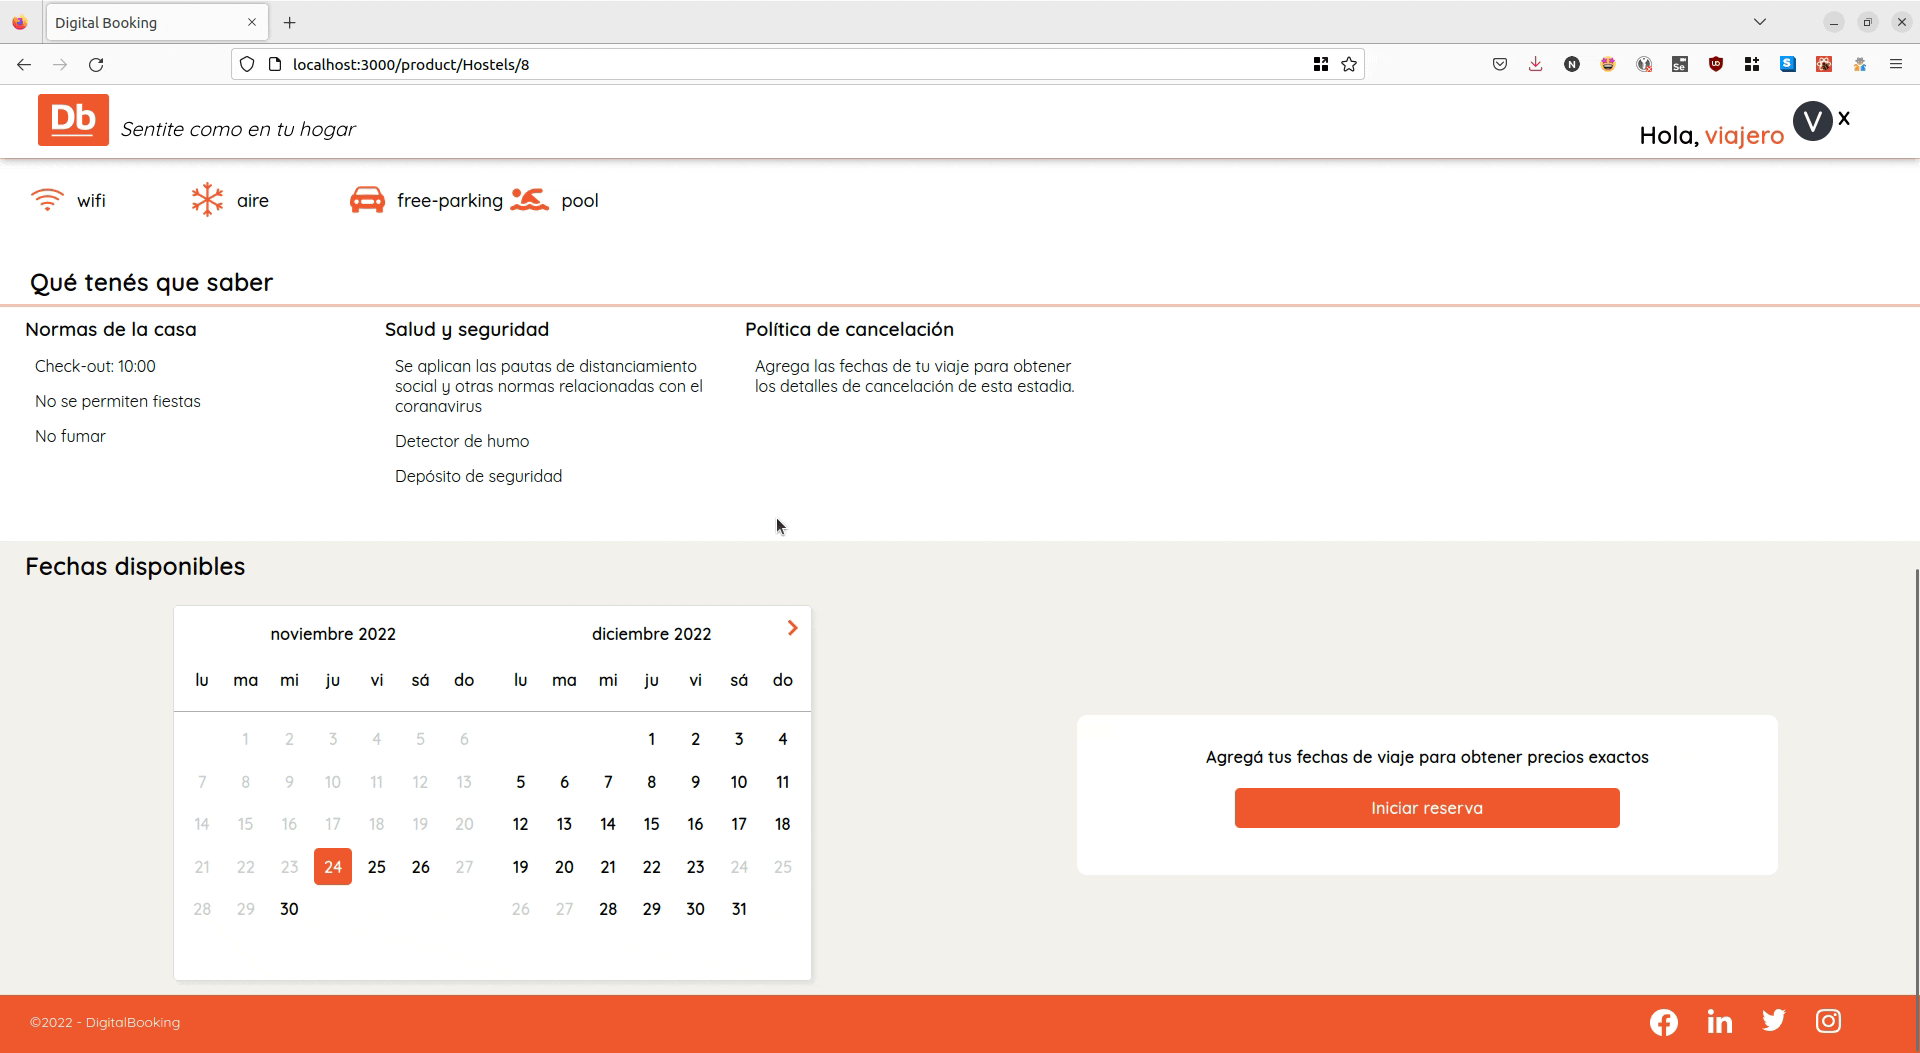 Digital Booking
localhost:3000/product/Hostels/8
Db
Sentite como en tu hogar
Hola, viajero
V
X
wifi
aire
free-parking
pool
Qué tenés que saber
Normas de la casa
Check-out: 10:00
No se permiten fiestas
No fumar
Salud y seguridad
Se aplican las pautas de distanciamiento
social y otras normas relacionadas con el
coranavirus
Detector de humo
Depósito de seguridad
Política de cancelación
Agrega las fechas de tu viaje para obtener
los detalles de cancelación de esta estadia.
Fechas disponibles
noviembre 2022
lu ma mi ju vi sá do
1 2 3 4 5 6
7 8 9 10 11 12 13
14 15 16 17 18 19 20
21 22 23 24 25 26 27
28 29 30
diciembre 2022
lu ma mi ju vi sá do
1 2 3 4
5 6 7 8 9 10 11
12 13 14 15 16 17 18
19 20 21 22 23 24 25
26 27 28 29 30 31
Agregá tus fechas de viaje para obtener precios exactos
Iniciar reserva
©2022 - DigitalBooking